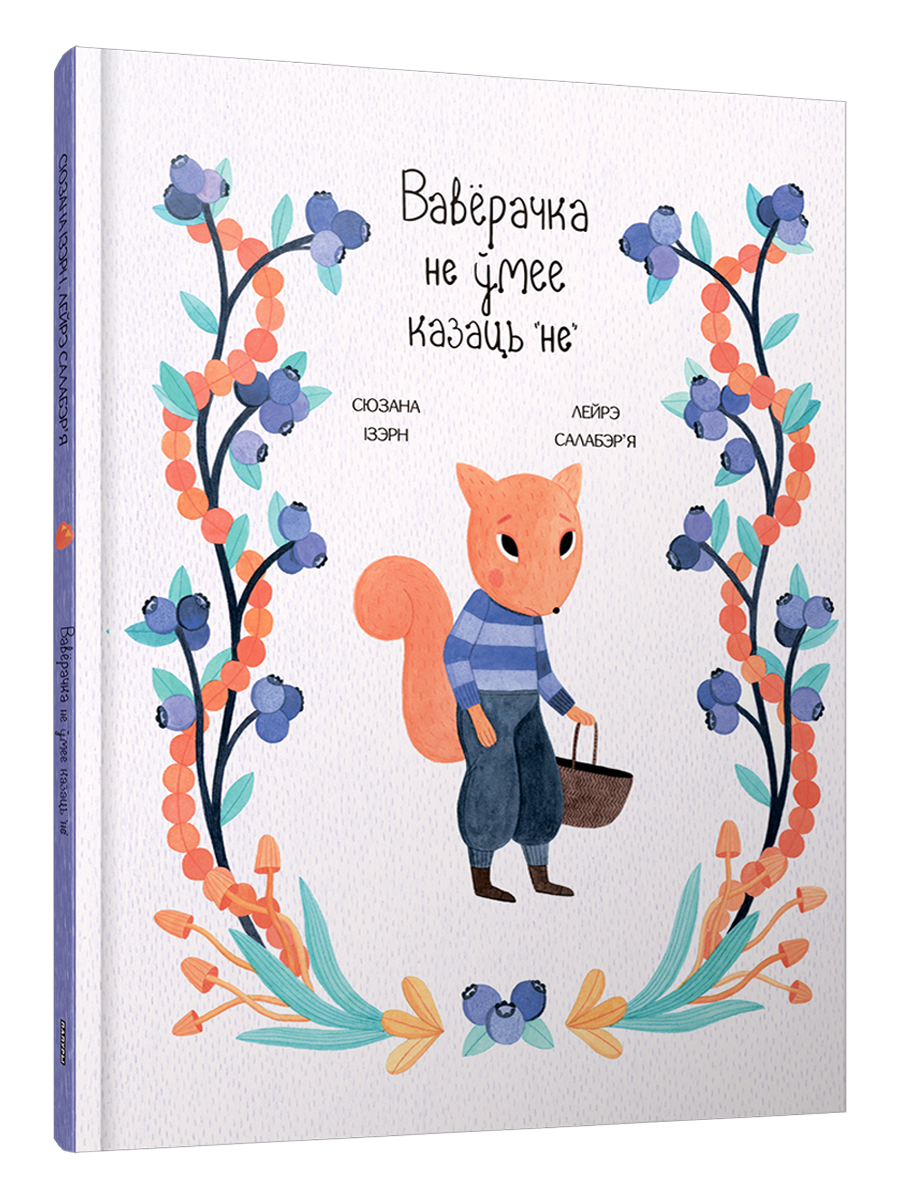 Вавёрачка
не ўмее
казаць "не"
СЮЗАНА
ІЗЭРН
ЛЕЙРЭ
САЛАБЭР'Я
СЮЗАНА ІЗЭРН, ЛЕЙРЭ САЛАБЭР'Я
Вавёрачка не ўмее казаць "не"